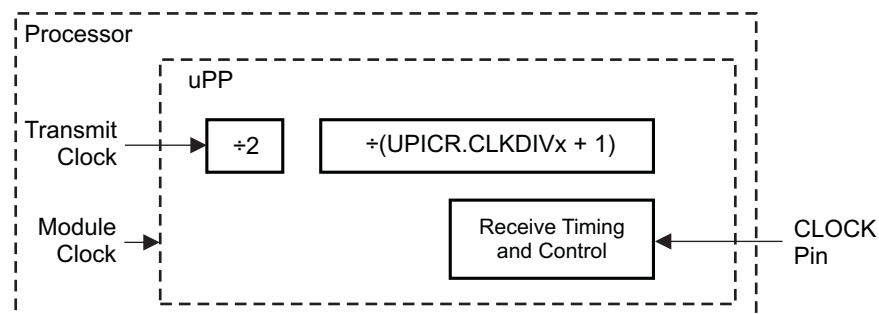 Processor
uPP
Transmit
Clock
÷2
÷(UPICR.CLKDIVx + 1)
Module
Clock
Receive Timing
and Control
CLOCK
Pin